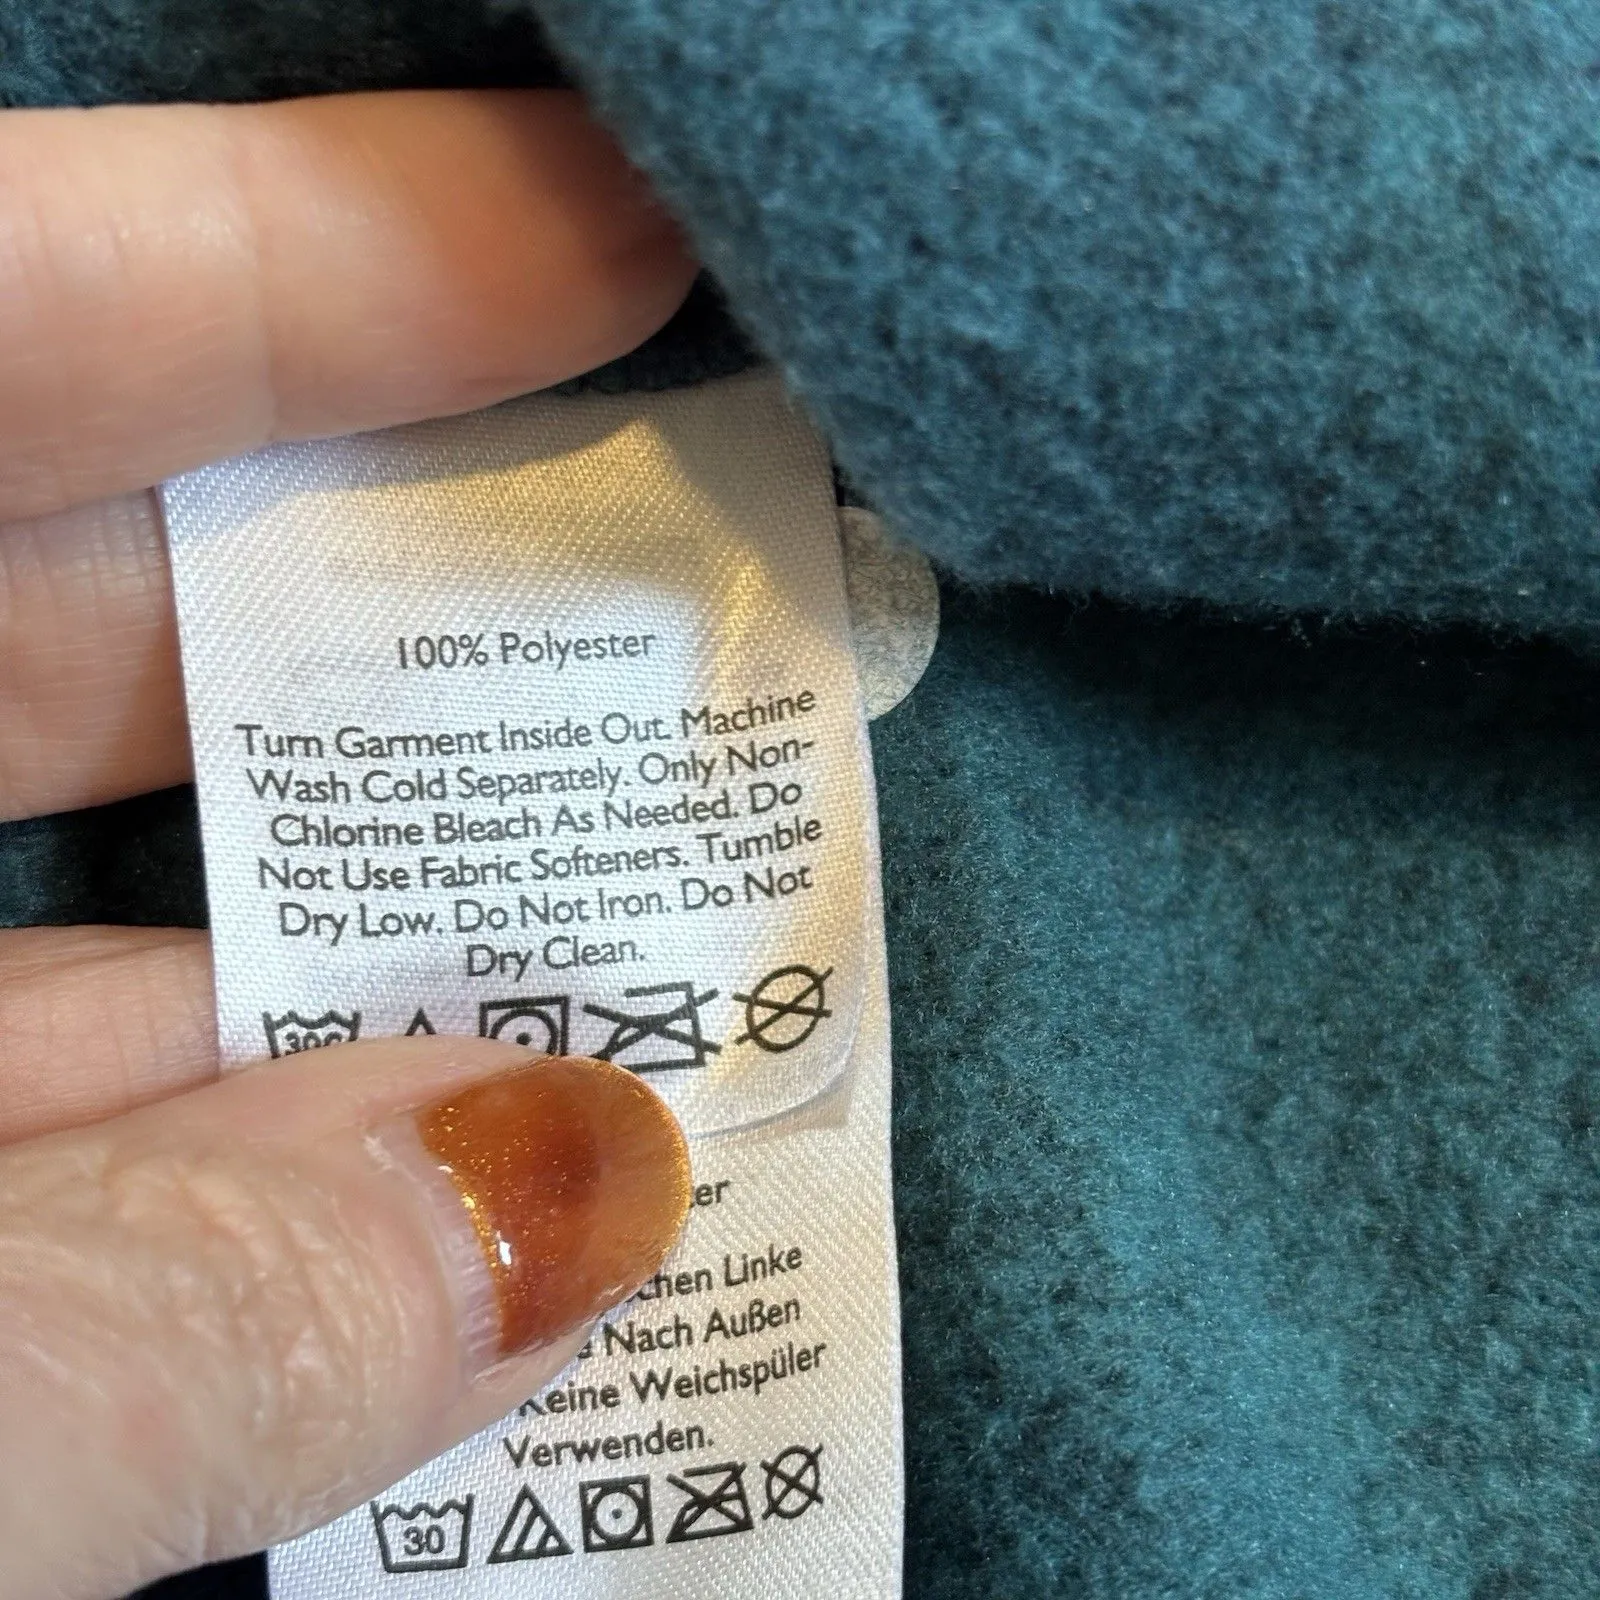 100% Polyester
Turn Garment Inside Out. Machine
Wash Cold Separately. Only Non-
Chlorine Bleach As Needed. Do
Not Use Fabric Softeners. Tumble
Dry Low. Do Not Iron. Do Not
Dry Clean.
Linke
Nach Außen
Keine Weichspüler
Verwenden.
30